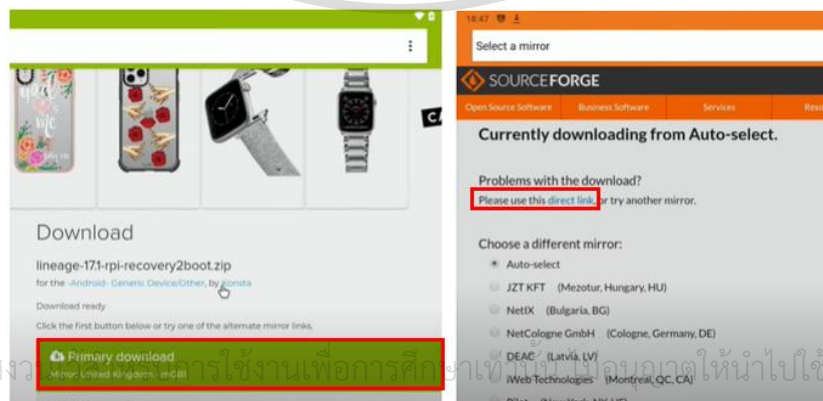 Download
lineage-17.1-rpi-recovery2boot.zip
for the -Android- Generic Device/Other, by Konsta
Download ready
Click the first button below or try one of the alternate mirror links.
Primary download
Mirror: United Kingdom - mGB1
18:47
Select a mirror
SOURCEFORGE
Open Source Software
Business Software
Services
Currently downloading from Auto-select.
Problems with the download?
Please use this direct link, or try another mirror.
Choose a different mirror:
Auto-select
JZT KFT (Mezotur, Hungary, HU)
NetIX (Bulgaria, BG)
NetCologne GmbH (Cologne, Germany, DE)
DEAC (Latvia, LV)
iWeb Technologies (Montreal, QC, CA)
การใช้งานเพื่อการศึกษาเท่านั้น ไม่อนุญาตให้นำไปใช้